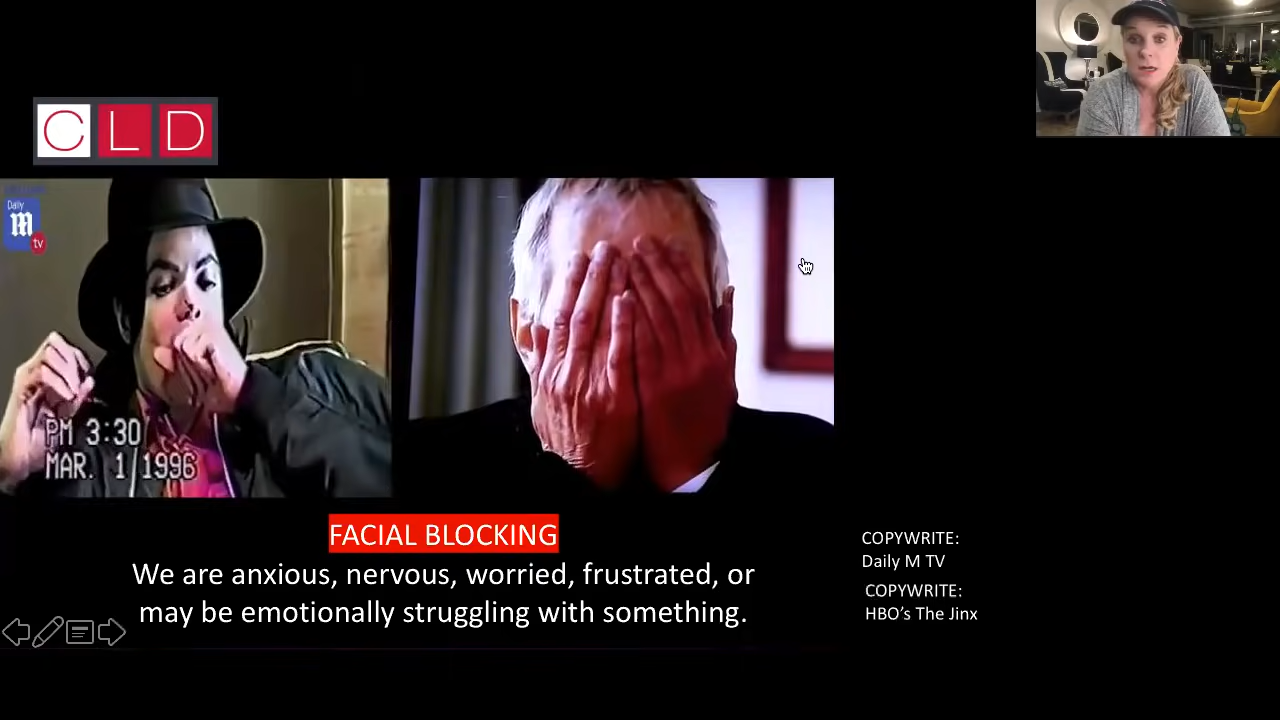 CLD
Daily
M
tv
PM 3:30
MAR. 1/1996
FACIAL BLOCKING
We are anxious, nervous, worried, frustrated, or
may be emotionally struggling with something.
COPYWRITE:
Daily M TV
COPYWRITE:
HBO’s The Jinx